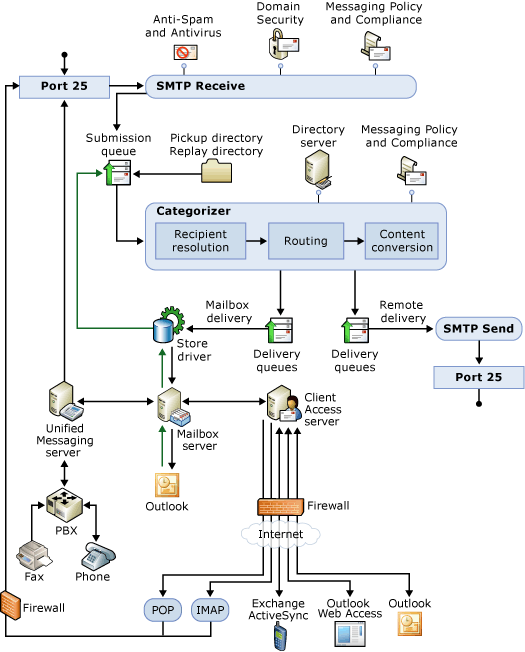 Anti-Spam
and Antivirus
Domain
Security
Messaging Policy
and Compliance
Port 25
SMTP Receive
Submission
queue
Pickup directory
Replay directory
Directory
server
Messaging Policy
and Compliance
Categorizer
Recipient
resolution
Routing
Content
conversion
Mailbox
delivery
Remote
delivery
Store
driver
Delivery
queues
Delivery
queues
SMTP Send
Port 25
Unified
Messaging
server
Mailbox
server
Client
Access
server
Outlook
PBX
Firewall
Internet
Fax
Phone
Firewall
POP
IMAP
Exchange
ActiveSync
Outlook
Web Access
Outlook